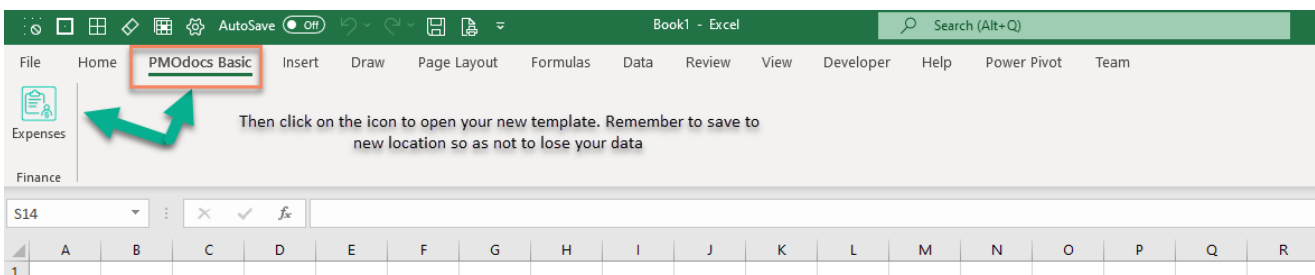 AutoSave Off Book1 - Excel Search (Alt+Q)
File Home PMOdocs Basic Insert Draw Page Layout Formulas Data Review View Developer Help Power Pivot Team
Expenses
Then click on the icon to open your new template. Remember to save to
new location so as not to lose your data
Finance
S14 fx
A B C D E F G H I J K L M N O P Q R
1